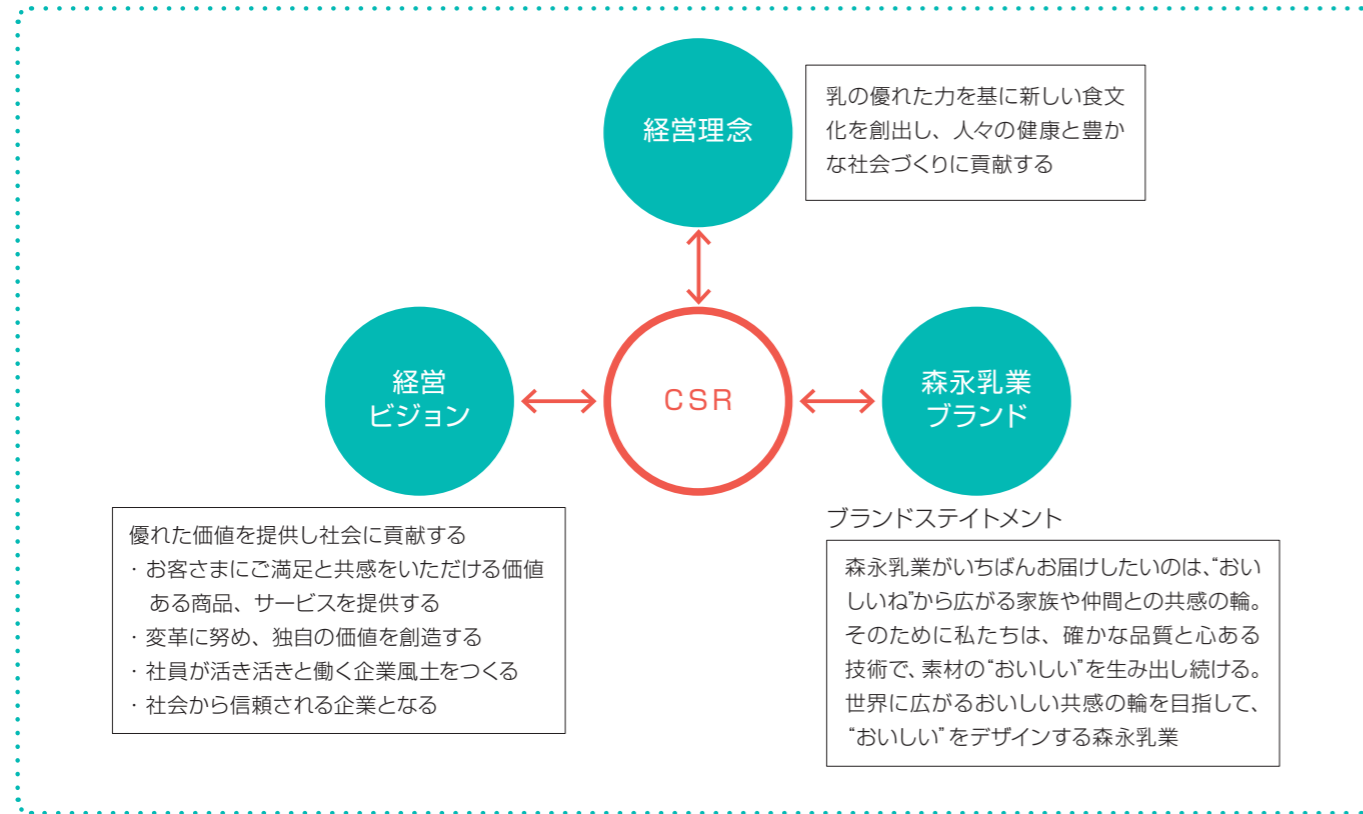 経営理念
乳の優れた力を基に新しい食文
化を創出し、人々の健康と豊か
な社会づくりに貢献する
経営
ビジョン
CSR
森永乳業
ブランド
優れた価値を提供し社会に貢献する
・お客さまにご満足と共感をいただける価値
ある商品、サービスを提供する
・変革に努め、独自の価値を創造する
・社員が活き活きと働く企業風土をつくる
・社会から信頼される企業となる
ブランドステイトメント
森永乳業がいちばんお届けしたいのは、“おい
しいね”から広がる家族や仲間との共感の輪。
そのために私たちは、確かな品質と心ある
技術で、素材の“おいしい”を生み出し続ける。
世界に広がるおいしい共感の輪を目指して、
“おいしい”をデザインする森永乳業